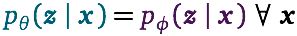 p_θ(z | x) = p_ϕ(z | x) ∀ x